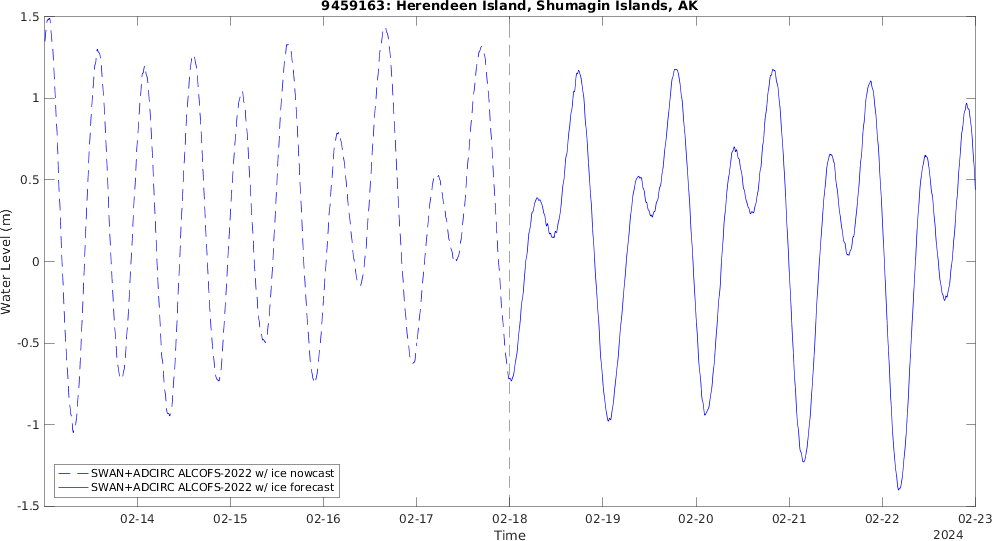 9459163: Herendeen Island, Shumagin Islands, AK
1.5
1
0.5
0
-0.5
-1
-1.5
Water Level (m)
SWAN+ADCIRC ALCOFS-2022 w/ ice nowcast
SWAN+ADCIRC ALCOFS-2022 w/ ice forecast
02-14 02-15 02-16 02-17 02-18 02-19 02-20 02-21 02-22 02-23
Time
2024